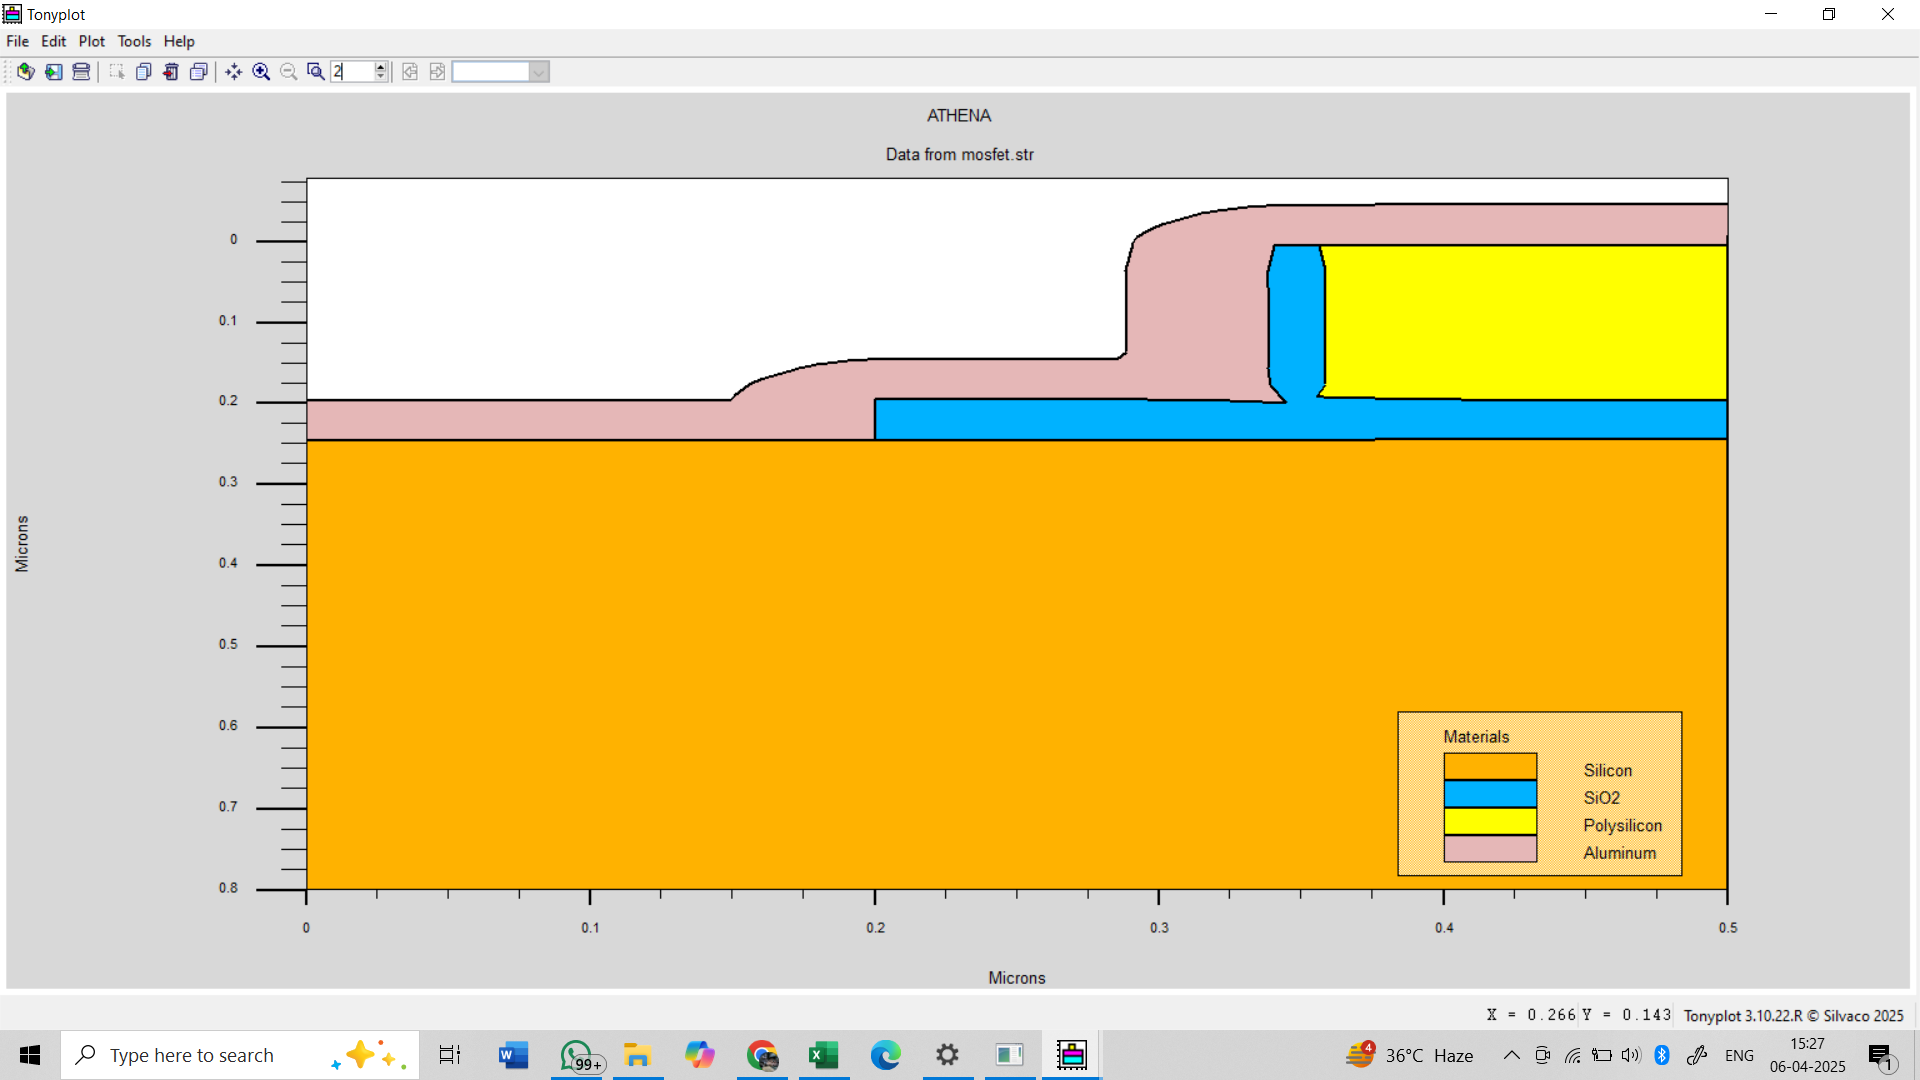 Tonyplot
File Edit Plot Tools Help
2
ATHENA
Data from mosfet.str
0
0.1
0.2
0.3
0.4
0.5
0.6
0.7
0.8
Microns
Materials
Silicon
SiO2
Polysilicon
Aluminum
0 0.1 0.2 0.3 0.4 0.5
Microns
X = 0.266 Y = 0.143 Tonyplot 3.10.22.R © Silvaco 2025
Type here to search
99+
4
36°C Haze
ENG
15:27
06-04-2025
1